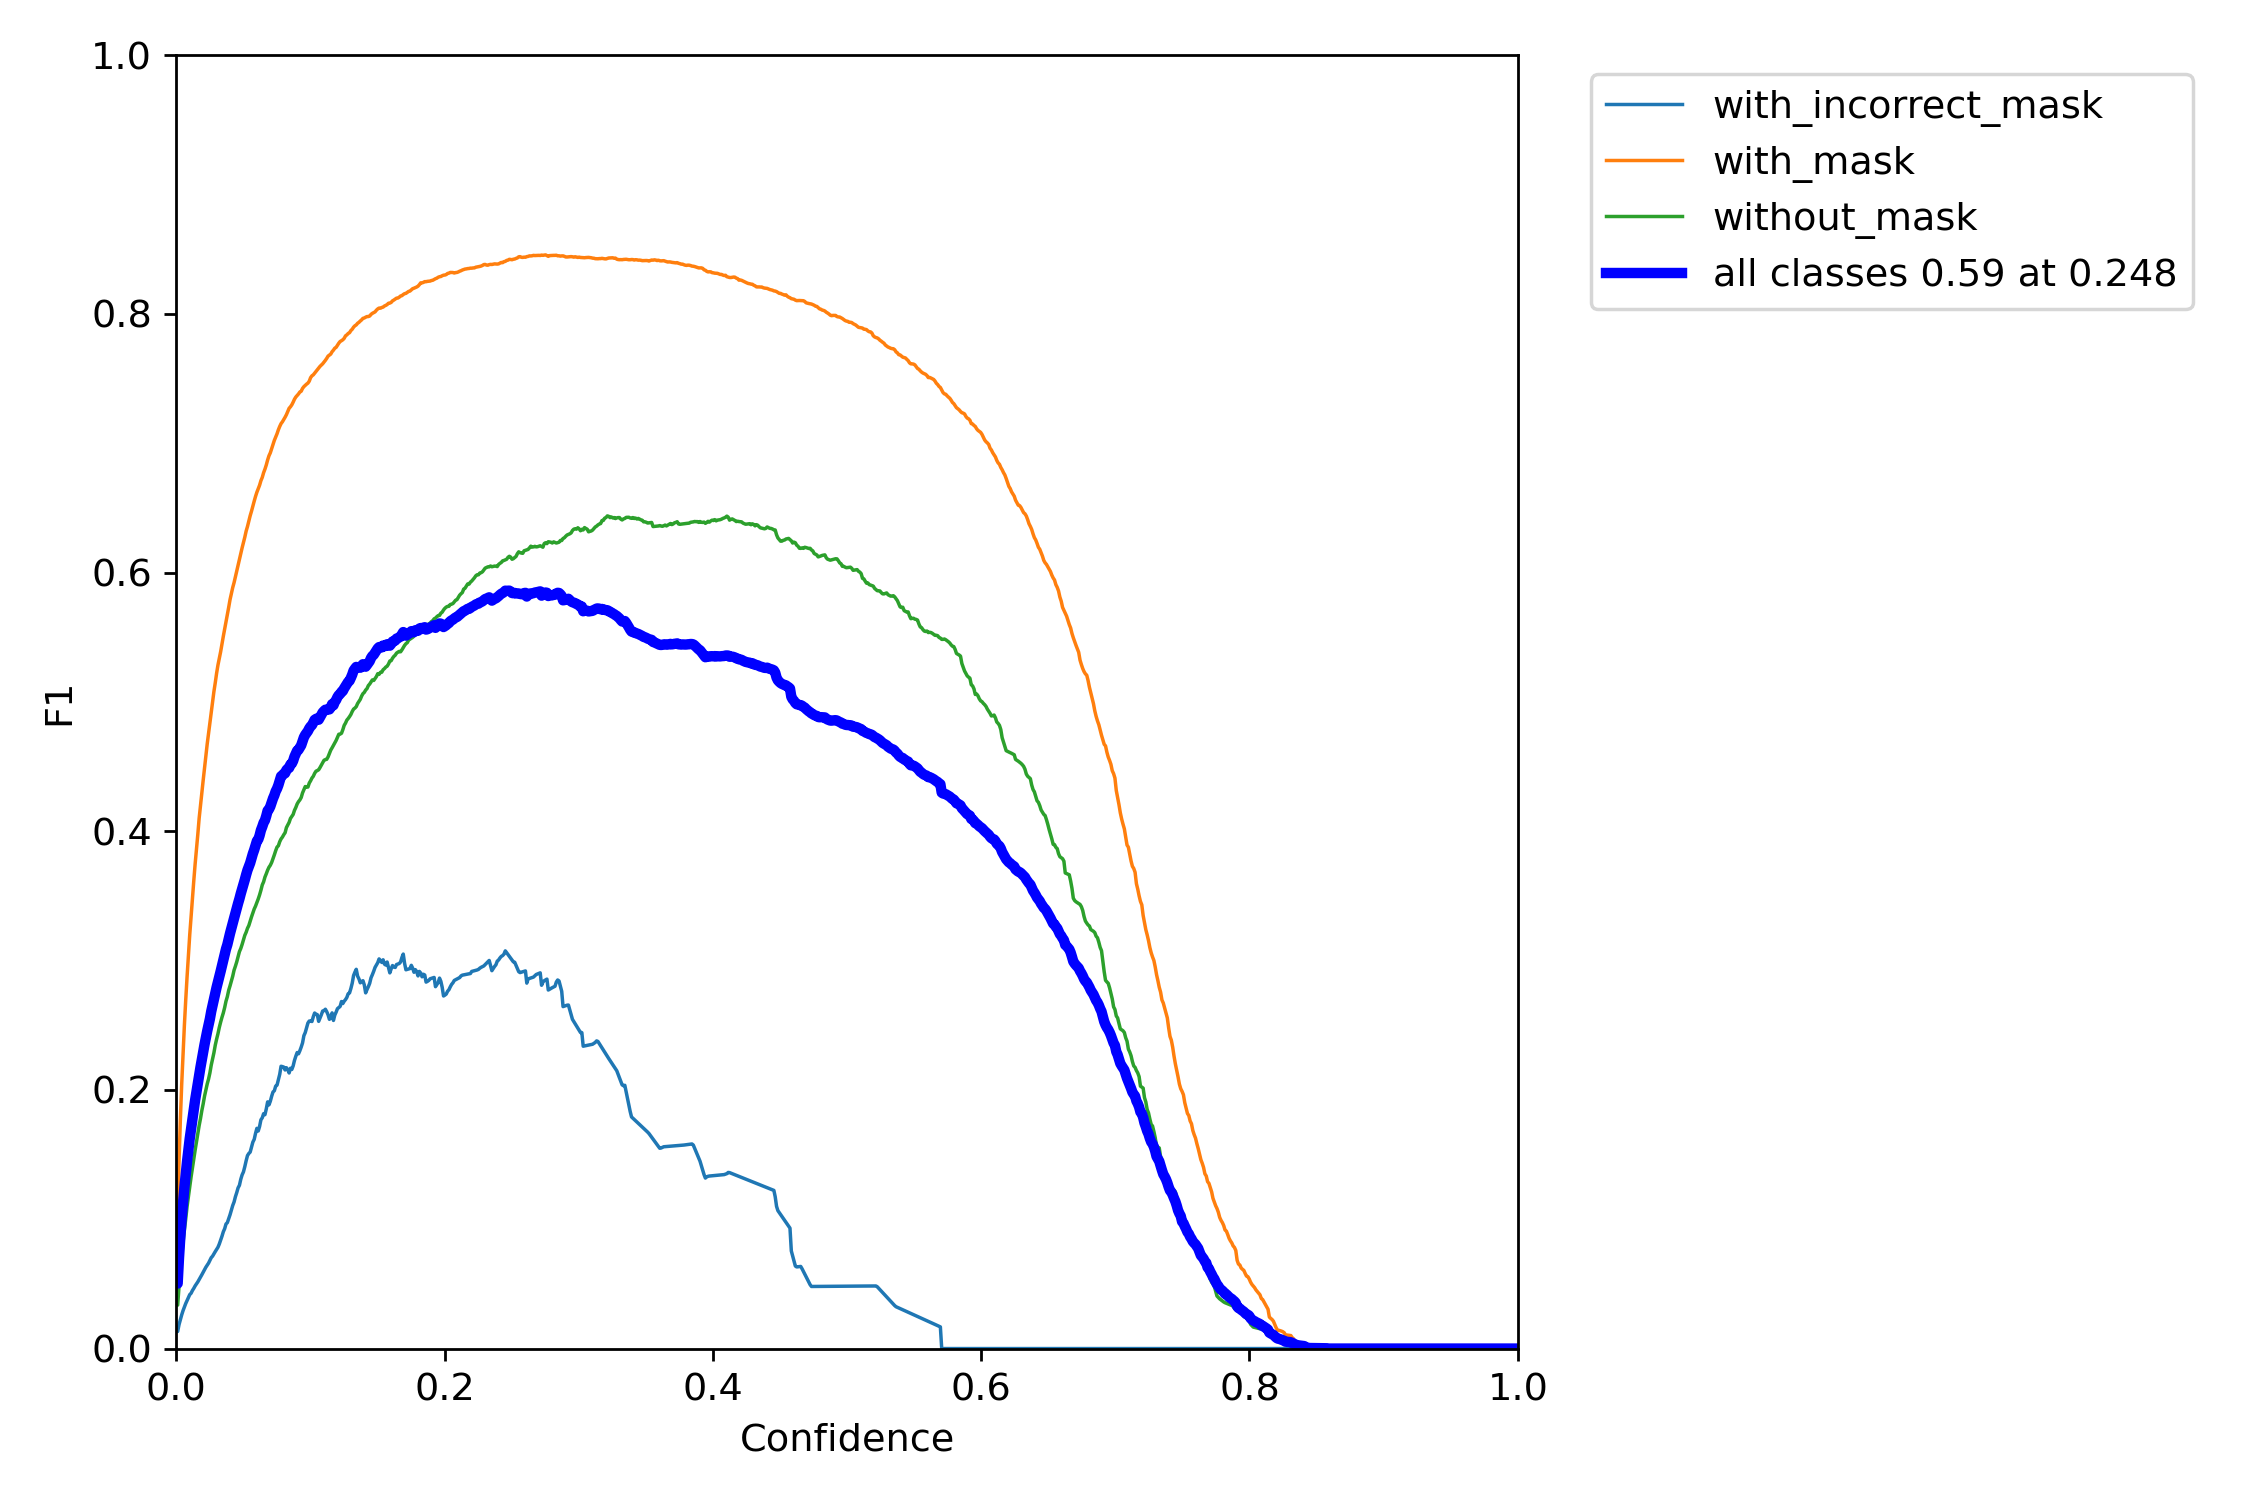 1.0
0.8
0.6
0.4
0.2
0.0
F1
0.0 0.2 0.4 0.6 0.8 1.0
Confidence
with_incorrect_mask
with_mask
without_mask
all classes 0.59 at 0.248